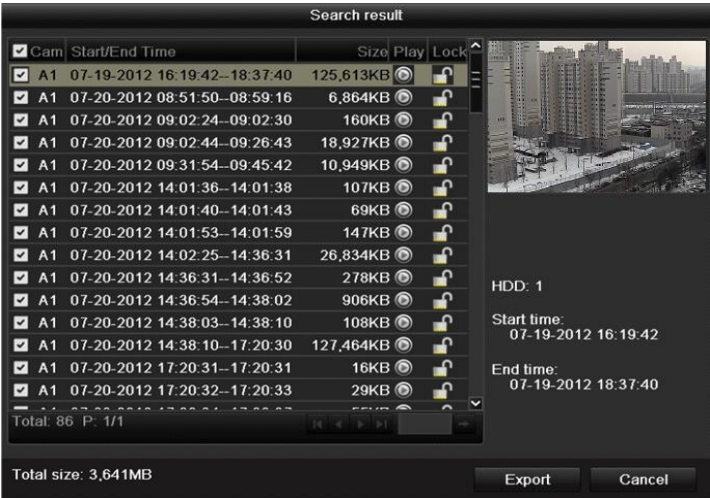 Search result
Cam Start/End Time Size Play Lock
A1 07-19-2012 16:19:42--18:37:40 125,613KB
A1 07-20-2012 08:51:50--08:59:16 6,864KB
A1 07-20-2012 09:02:24--09:02:30 160KB
A1 07-20-2012 09:02:44--09:26:43 18,927KB
A1 07-20-2012 09:31:54--09:45:42 10,949KB
A1 07-20-2012 14:01:36--14:01:38 107KB
A1 07-20-2012 14:01:40--14:01:43 69KB
A1 07-20-2012 14:01:53--14:01:59 147KB
A1 07-20-2012 14:02:25--14:36:31 26,834KB
A1 07-20-2012 14:36:31--14:36:52 278KB
A1 07-20-2012 14:36:54--14:38:02 906KB
A1 07-20-2012 14:38:03--14:38:10 108KB
A1 07-20-2012 14:38:10--17:20:30 127,464KB
A1 07-20-2012 17:20:31--17:20:31 16KB
A1 07-20-2012 17:20:32--17:20:33 29KB
Total: 86 P: 1/1
HDD: 1
Start time:
07-19-2012 16:19:42
End time:
07-19-2012 18:37:40
Total size: 3,641MB
Export Cancel